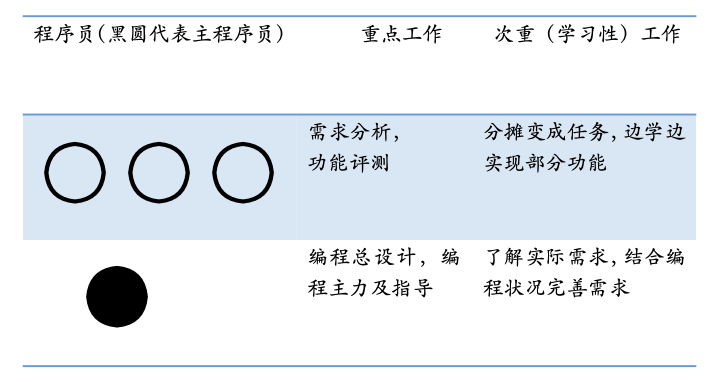 程序员（黑圆代表主程序员） 重点工作 次重（学习性）工作
需求分析， 分摊变成任务，边学边
功能评测 实现部分功能
编程总设计，编 了解实际需求，结合编
程主力及指导 程状况完善需求